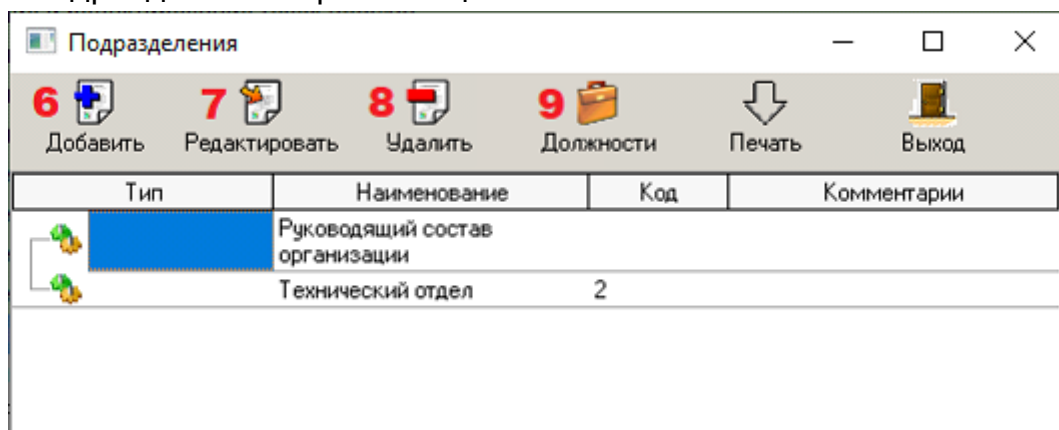 Подразделения
6 7 8 9
Добавить Редактировать Удалить Должности Печать Выход
Тип Наименование Код Комментарии
Руководящий состав
организации
Технический отдел 2